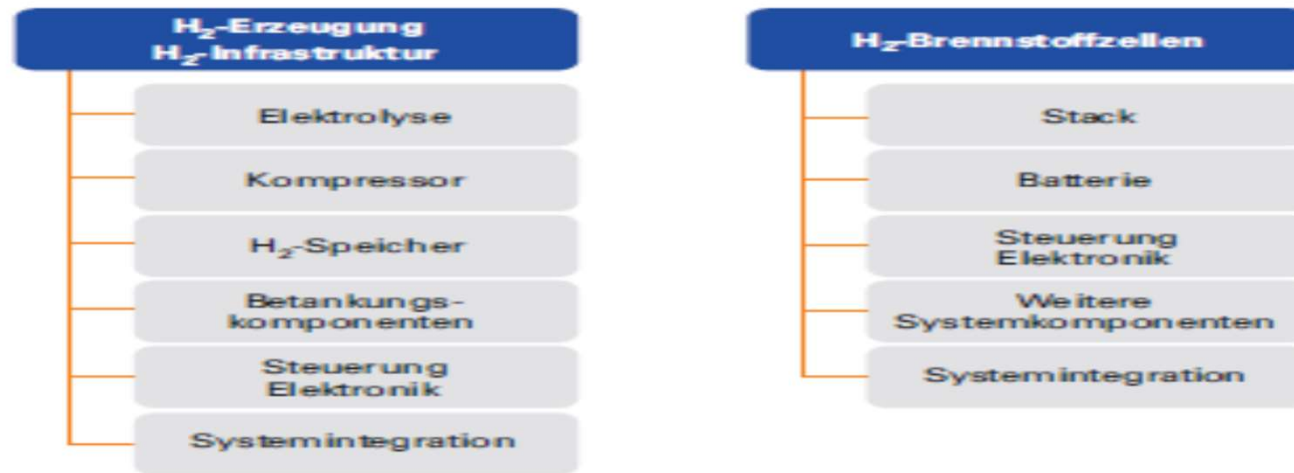 H₂-Erzeugung
H₂-Infrastruktur
Elektrolyse
Kompressor
H₂-Speicher
Betankungs-
komponenten
Steuerung
Elektronik
Systemintegration
H₂-Brennstoffzellen
Stack
Batterie
Steuerung
Elektronik
Weitere
Systemkomponenten
Systemintegration